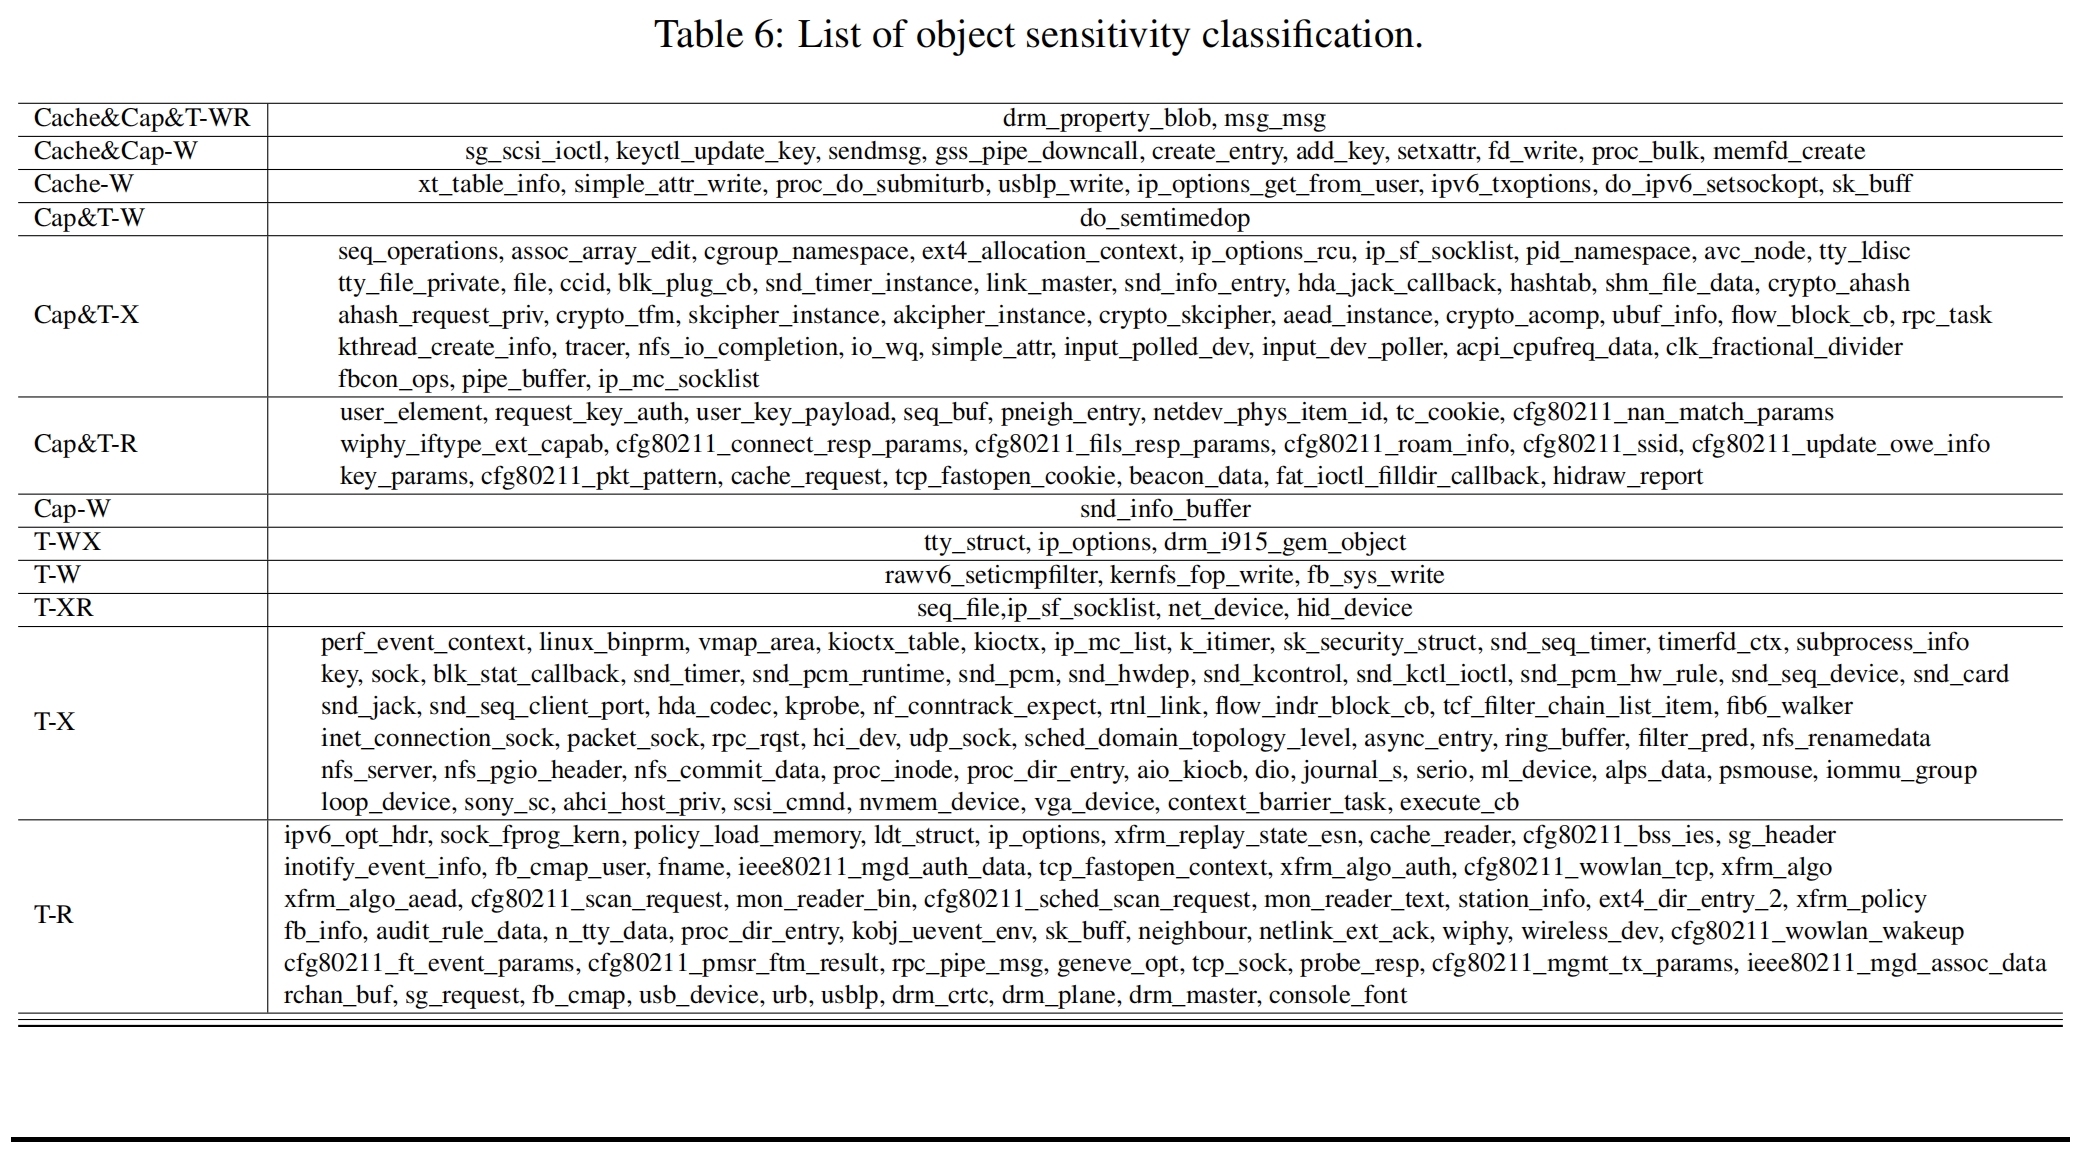 Table 6: List of object sensitivity classification.
Cache&Cap&T-WR drm_property_blob, msg_msg
Cache&Cap-W sg_scsi_ioctl, keyctl_update_key, sendmsg, gss_pipe_downcall, create_entry, add_key, setxattr, fd_write, proc_bulk, memfd_create
Cache-W xt_table_info, simple_attr_write, proc_do_submiturb, usblp_write, ip_options_get_from_user, ipv6_txoptions, do_ipv6_setsockopt, sk_buff
Cap&T-W do_semtimedop
Cap&T-X
seq_operations, assoc_array_edit, cgroup_namespace, ext4_allocation_context, ip_options_rcu, ip_sf_socklist, pid_namespace, avc_node, tty_ldisc
tty_file_private, file, ccid, blk_plug_cb, snd_timer_instance, link_master, snd_info_entry, hda_jack_callback, hashtab, shm_file_data, crypto_ahash
ahash_request_priv, crypto_tfm, skcipher_instance, akcipher_instance, crypto_skcipher, aead_instance, crypto_acomp, ubuf_info, flow_block_cb, rpc_task
kthread_create_info, tracer, nfs_io_completion, io_wq, simple_attr, input_polled_dev, input_dev_poller, acpi_cpufreq_data, clk_fractional_divider
fbcon_ops, pipe_buffer, ip_mc_socklist
Cap&T-R
user_element, request_key_auth, user_key_payload, seq_buf, pneigh_entry, netdev_phys_item_id, tc_cookie, cfg80211_nan_match_params
wiphy_iftype_ext_capab, cfg80211_connect_resp_params, cfg80211_fils_resp_params, cfg80211_roam_info, cfg80211_ssid, cfg80211_update_owe_info
key_params, cfg80211_pkt_pattern, cache_request, tcp_fastopen_cookie, beacon_data, fat_ioctl_filldir_callback, hidraw_report
Cap-W snd_info_buffer
T-WX tty_struct, ip_options, drm_i915_gem_object
T-W rawv6_seticmpfilter, kernfs_fop_write, fb_sys_write
T-XR seq_file,ip_sf_socklist, net_device, hid_device
T-X
perf_event_context, linux_binprm, vmap_area, kioctx_table, kioctx, ip_mc_list, k_itimer, sk_security_struct, snd_seq_timer, timerfd_ctx, subprocess_info
key, sock, blk_stat_callback, snd_timer, snd_pcm_runtime, snd_pcm, snd_hwdep, snd_kcontrol, snd_kctl_ioctl, snd_pcm_hw_rule, snd_seq_device, snd_card
snd_jack, snd_seq_client_port, hda_codec, kprobe, nf_conntrack_expect, rtnl_link, flow_indr_block_cb, tcf_filter_chain_list_item, fib6_walker
inet_connection_sock, packet_sock, rpc_rqst, hci_dev, udp_sock, sched_domain_topology_level, async_entry, ring_buffer, filter_pred, nfs_renamedata
nfs_server, nfs_pgio_header, nfs_commit_data, proc_inode, proc_dir_entry, aio_kiocb, dio, journal_s, serio, ml_device, alps_data, psmouse, iommu_group
loop_device, sony_sc, ahci_host_priv, scsi_cmnd, nvmem_device, vga_device, context_barrier_task, execute_cb
T-R
ipv6_opt_hdr, sock_fprog_kern, policy_load_memory, ldt_struct, ip_options, xfrm_replay_state_esn, cache_reader, cfg80211_bss_ies, sg_header
inotify_event_info, fb_cmap_user, fname, ieee80211_mgd_auth_data, tcp_fastopen_context, xfrm_algo_auth, cfg80211_wowlan_tcp, xfrm_algo
xfrm_algo_aead, cfg80211_scan_request, mon_reader_bin, cfg80211_sched_scan_request, mon_reader_text, station_info, ext4_dir_entry_2, xfrm_policy
fb_info, audit_rule_data, n_tty_data, proc_dir_entry, kobj_uevent_env, sk_buff, neighbour, netlink_ext_ack, wiphy, wireless_dev, cfg80211_wowlan_wakeup
cfg80211_ft_event_params, cfg80211_pmsr_ftm_result, rpc_pipe_msg, geneve_opt, tcp_sock, probe_resp, cfg80211_mgmt_tx_params, ieee80211_mgd_assoc_data
rchan_buf, sg_request, fb_cmap, usb_device, urb, usblp, drm_crtc, drm_plane, drm_master, console_font